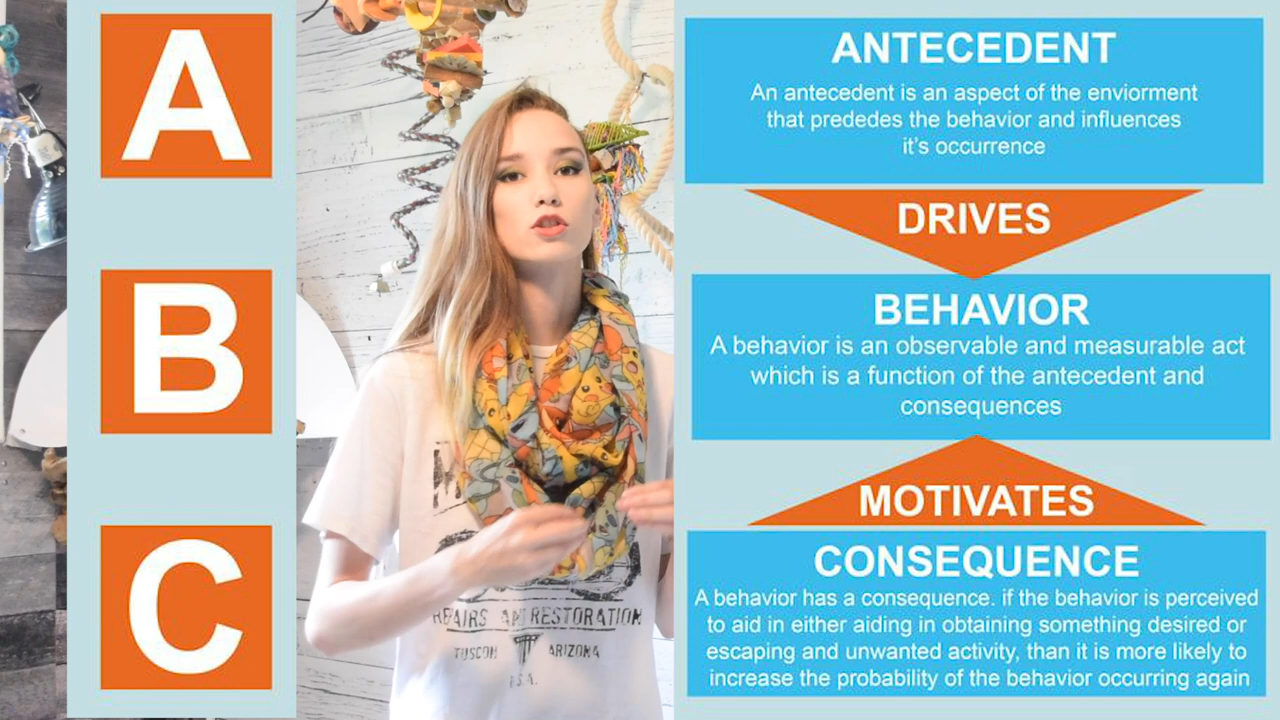 A
B
C
ANTECEDENT
An antecedent is an aspect of the enviorment
that prededes the behavior and influences
it's occurrence
DRIVES
BEHAVIOR
A behavior is an observable and measurable act
which is a function of the antecedent and
consequences
MOTIVATES
CONSEQUENCE
A behavior has a consequence. if the behavior is perceived
to aid in either aiding in obtaining something desired or
escaping and unwanted activity, than it is more likely to
increase the probability of the behavior occurring again
REPAIRS AND RESTORATION
ARIZONA
U.S.A.